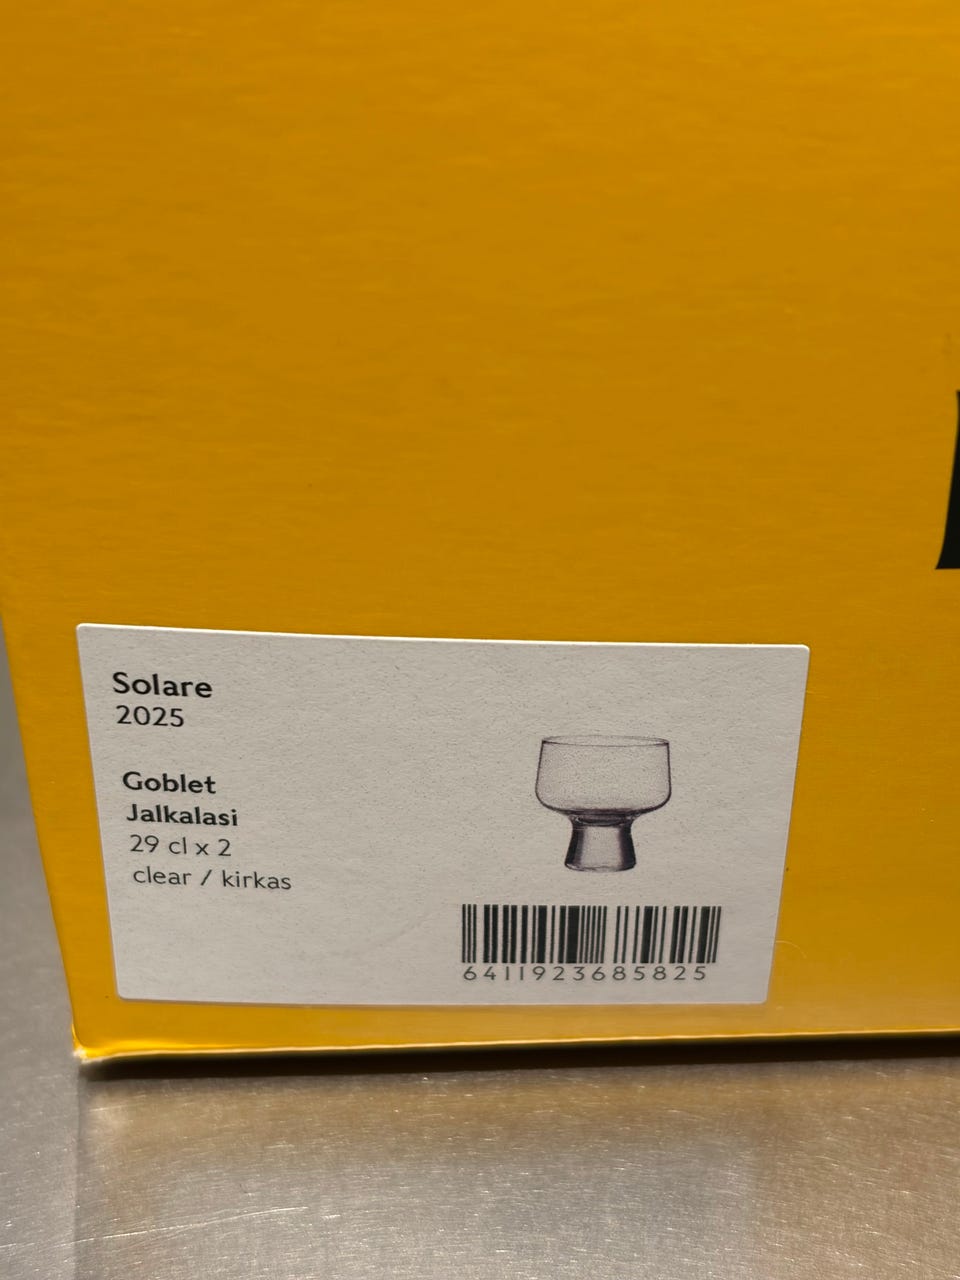 Solare
2025
Goblet
Jalkalasi
29 cl x 2
clear / kirkas
6411923685825